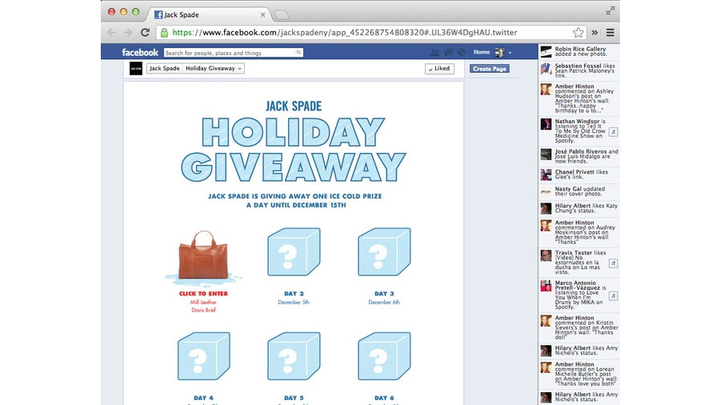 Jack Spade
https://www.facebook.com/jackspadeny/app_452268754808320#.UL36W4DgHAU.twitter
facebook
Search for people, places and things
Home
Jack Spade
Holiday Giveaway
Liked
Create Page
JACK SPADE
HOLIDAY
GIVEAWAY
JACK SPADE IS GIVING AWAY ONE ICE COLD PRIZE
A DAY UNTIL DECEMBER 15TH
CLICK TO ENTER
Mill Leather
Davis Brief
?
DAY 2
December 5th
?
DAY 3
December 6th
?
DAY 4
?
DAY 5
?
DAY 6
Robin Rice Gallery
added a new photo.
Sebastien Fossel likes
Sean Patrick Maloney's
link.
Amber Hinton
commented on Ashley
Hudson's post on
Amber Hinton's wall
"Thanks..happy
birthday to u to..."
Nathan Windsor is
listening to Tell It
To Me by Old Crow
Medicine Show on
Spotify.
José Pablo Riveros and
José Luis Hidalgo are
now friends.
Chanel Privett likes
Glee's link.
Nasty Gal updated
their cover photo.
Hilary Albert likes Katy
Chung's status.
Amber Hinton
commented on Audrey
Hoskinson's post on
Amber Hinton's wall:
"Thanks"
Travis Tester likes
[Video] No
estornudes en la
ducha on Lo mas
visto.
Marco Antonio
Pretell-Vázquez is
listening to Love
You When I'm
Drunk by MIKA on
Spotify.
Amber Hinton
commented on Kristin
Sievers's post on Amber
Hinton's wall: "Thanks
doll"
Hilary Albert likes Amy
Nichols's status.
Amber Hinton
commented on Lorean
Michelle Butler's post
on Amber Hinton's wall:
"Thanks love you both"
Hilary Albert likes Amy
Nichols's status.